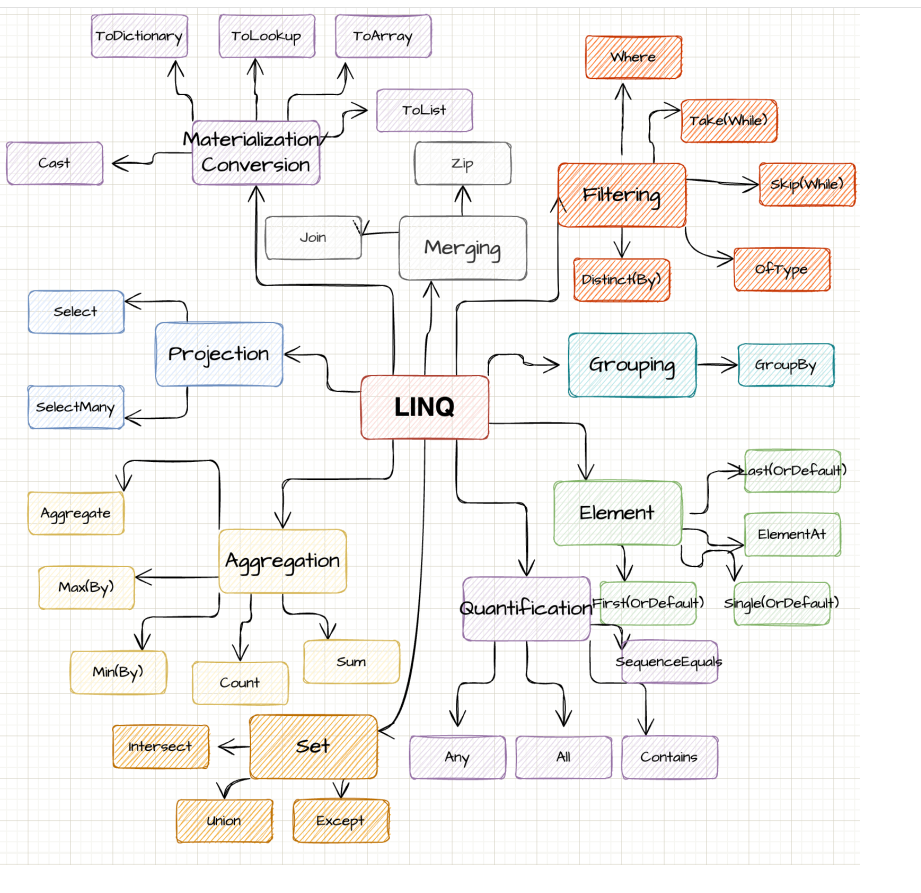 ToDictionary
ToLookup
ToArray
Where
ToList
Take(While)
Materialization
Conversion
Cast
Zip
Skip(While)
Filtering
Join
Merging
OfType
Distinct(By)
Select
Projection
Grouping
GroupBy
SelectMany
LINQ
Last(OrDefault)
Aggregate
Element
ElementAt
Aggregation
Max(By)
Quantification
First(OrDefault)
Single(OrDefault)
Min(By)
Count
Sum
SequenceEquals
Intersect
Set
Any
All
Contains
Union
Except